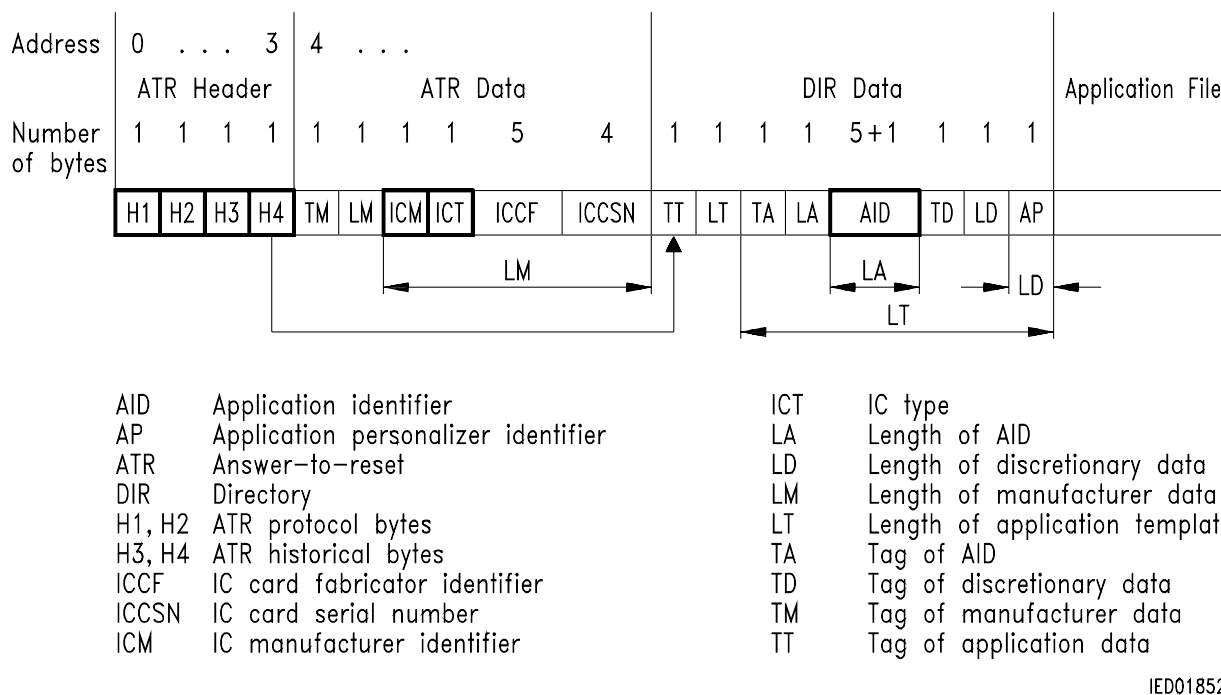 Address 0 . . . 3 4 . . .
ATR Header ATR Data DIR Data Application File
Number 1 1 1 1 1 1 1 1 5 4 1 1 1 1 5+1 1 1 1
of bytes
H1 H2 H3 H4 TM LM ICM ICT ICCF ICCSN TT LT TA LA AID TD LD AP
LM LA LD
LT
AID Application identifier ICT IC type
AP Application personalizer identifier LA Length of AID
ATR Answer-to-reset LD Length of discretionary data
DIR Directory LM Length of manufacturer data
H1, H2 ATR protocol bytes LT Length of application templat
H3, H4 ATR historical bytes TA Tag of AID
ICCF IC card fabricator identifier TD Tag of discretionary data
ICCSN IC card serial number TM Tag of manufacturer data
ICM IC manufacturer identifier TT Tag of application data
IED01852